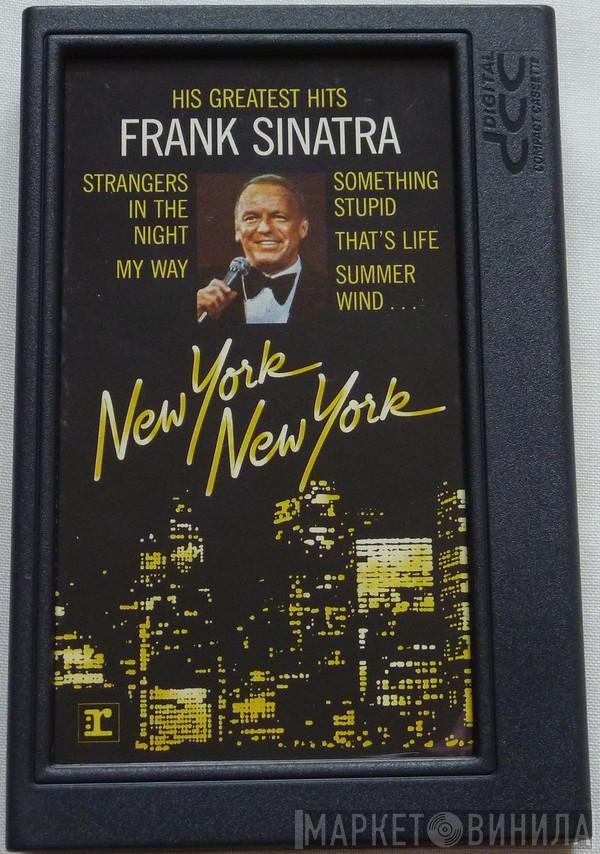 HIS GREATEST HITS
FRANK SINATRA
STRANGERS
IN THE
NIGHT
MY WAY
SOMETHING
STUPID
THAT'S LIFE
SUMMER
WIND...
New York
New York
r
dcc
DIGITAL
COMPACT CASSETTE
МАРКЕТ ВИНИЛА